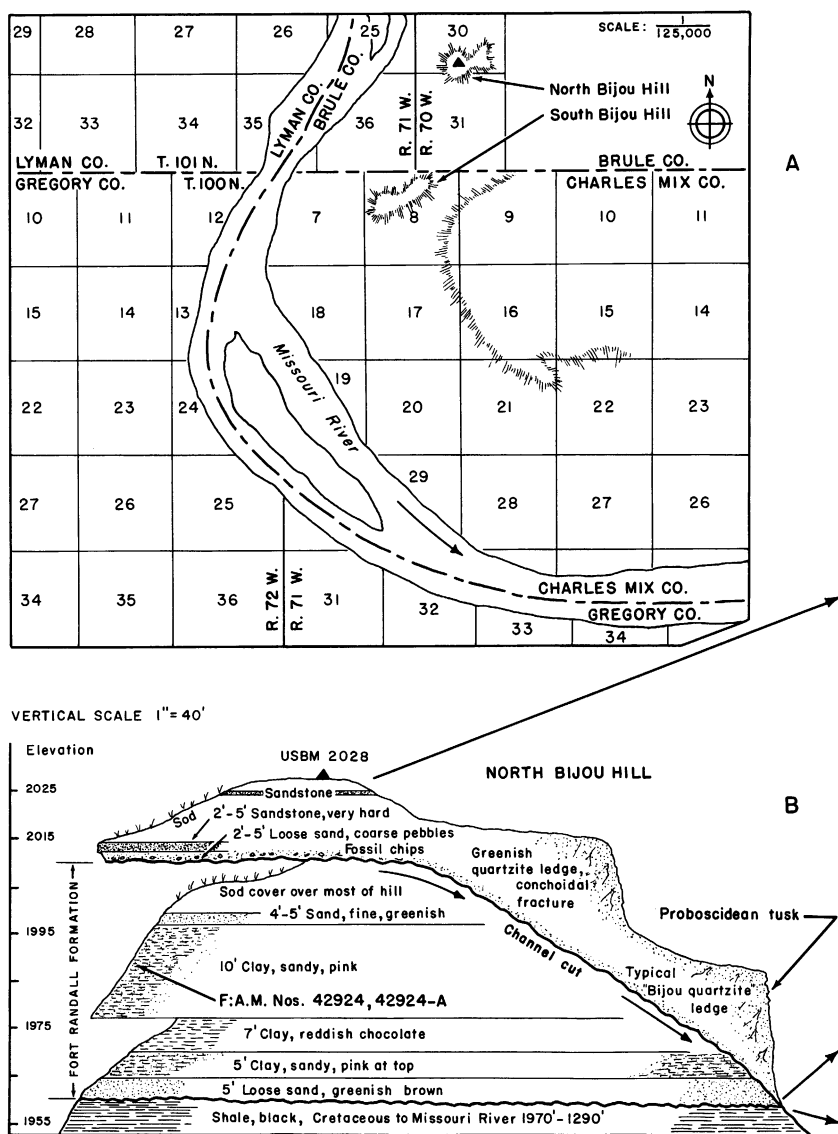 29 28 27 26 25 30
SCALE: 1/125,000
N
North Bijou Hill
South Bijou Hill
32 33 34 35 36 31
LYMAN CO.
BRULE CO.
R. 71 W.
R. 70 W.
LYMAN CO. T. 101 N. BRULE CO.
GREGORY CO. T. 100 N. CHARLES MIX CO.
A
10 11 12 7 8 9 10 11
15 14 13 18 17 16 15 14
Missouri River
19
22 23 24 20 21 22 23
29
27 26 25 28 27 26
R. 72 W.
R. 71 W.
CHARLES MIX CO.
GREGORY CO.
34 35 36 31 32 33 34
VERTICAL SCALE 1"= 40'
Elevation
USBM 2028
NORTH BIJOU HILL
B
2025
Sandstone
Sod
2'-5' Sandstone, very hard
2015
2'-5' Loose sand, coarse pebbles
Fossil chips
Greenish
quartzite ledge,
conchoidal
fracture
Sod cover over most of hill
4'-5' Sand, fine, greenish
Proboscidean tusk
1995
Channel cut
10' Clay, sandy, pink
Typical
"Bijou quartzite"
ledge
F:A.M. Nos. 42924, 42924-A
FORT RANDALL FORMATION
1975
7' Clay, reddish chocolate
5' Clay, sandy, pink at top
5' Loose sand, greenish brown
1955
Shale, black, Cretaceous to Missouri River 1970'-1290'